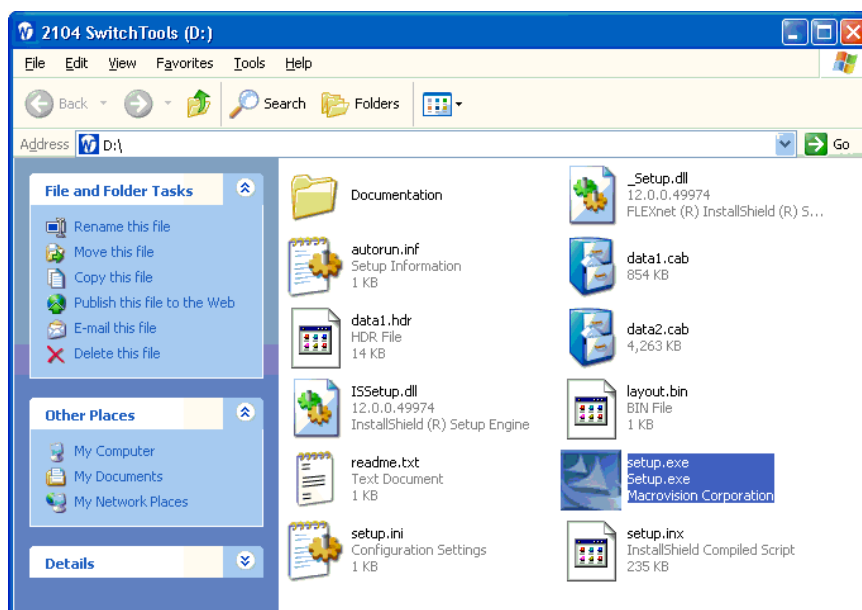 2104 SwitchTools (D:)
File Edit View Favorites Tools Help
Back Search Folders
Address D:\ Go
File and Folder Tasks
Rename this file
Move this file
Copy this file
Publish this file to the Web
E-mail this file
Delete this file
Other Places
My Computer
My Documents
My Network Places
Details
Documentation
_Setup.dll
12.0.0.49974
FLEXnet (R) InstallShield (R) S...
autorun.inf
Setup Information
1 KB
data1.cab
854 KB
data1.hdr
HDR File
14 KB
data2.cab
4,263 KB
ISSetup.dll
12.0.0.49974
InstallShield (R) Setup Engine
layout.bin
BIN File
1 KB
readme.txt
Text Document
1 KB
setup.exe
Setup.exe
Macrovision Corporation
setup.ini
Configuration Settings
1 KB
setup.inx
InstallShield Compiled Script
235 KB